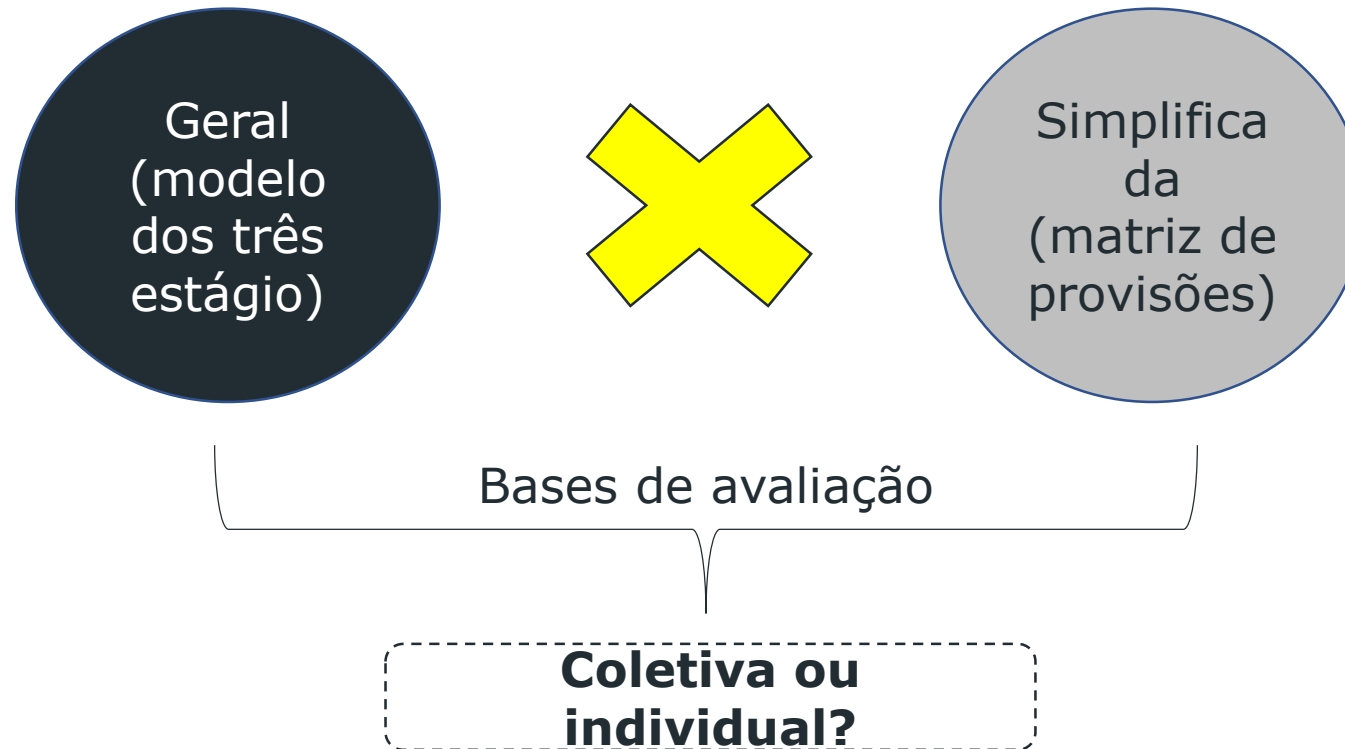 Geral
(modelo
dos três
estágio)
Simplifica
da
(matriz de
provisões)
Bases de avaliação
Coletiva ou
individual?